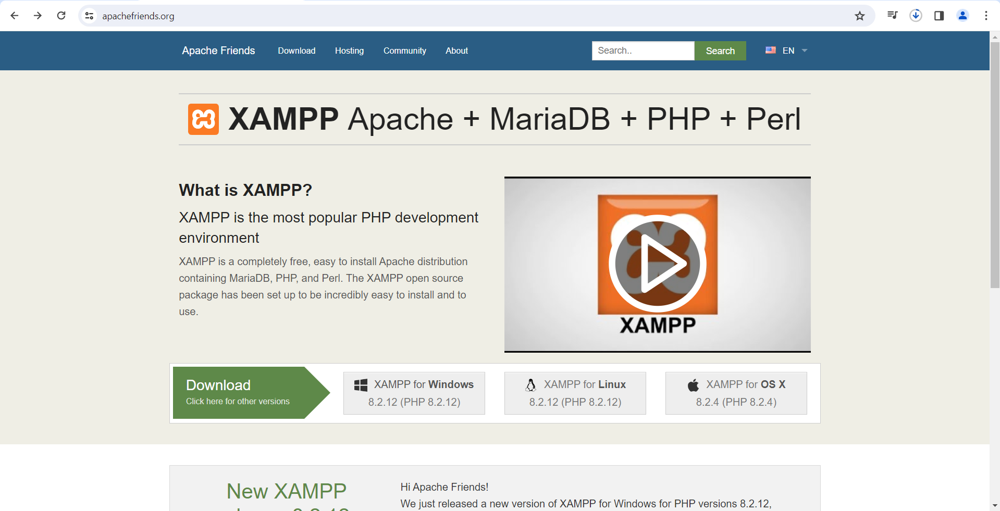 apachefriends.org
Apache Friends Download Hosting Community About Search.. Search EN
XAMPP Apache + MariaDB + PHP + Perl
What is XAMPP?
XAMPP is the most popular PHP development
environment
XAMPP is a completely free, easy to install Apache distribution
containing MariaDB, PHP, and Perl. The XAMPP open source
package has been set up to be incredibly easy to install and to
use.
XAMPP
Download
Click here for other versions
XAMPP for Windows
8.2.12 (PHP 8.2.12)
XAMPP for Linux
8.2.12 (PHP 8.2.12)
XAMPP for OS X
8.2.4 (PHP 8.2.4)
New XAMPP
Hi Apache Friends!
We just released a new version of XAMPP for Windows for PHP versions 8.2.12,